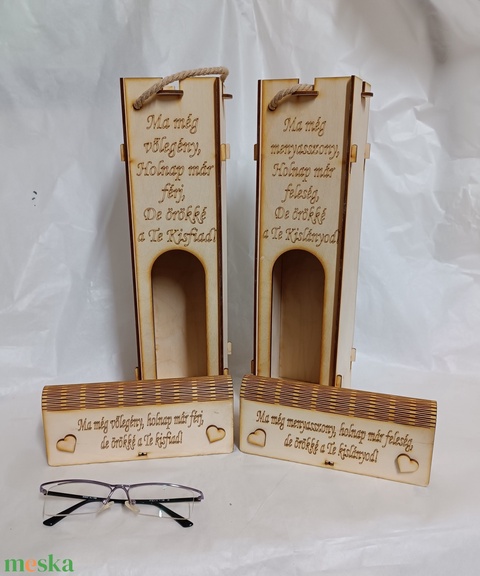 Ma még
vőlegény,
Holnap már
férj,
De örökké
a Te Kisfiad!
Ma még
menyasszony,
Holnap már
feleség,
De örökké
a Te Kislányod!
Ma még vőlegény, holnap már férj,
de örökké a Te kisfiad!
Ma még menyasszony, holnap már feleség,
de örökké a Te kislányod!
meska